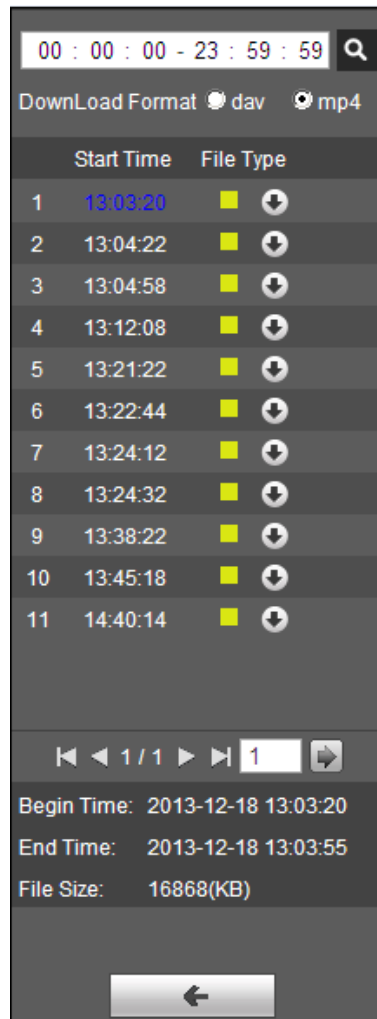 00 : 00 : 00 - 23 : 59 : 59
DownLoad Format dav mp4
Start Time File Type
1 13:03:20
2 13:04:22
3 13:04:58
4 13:12:08
5 13:21:22
6 13:22:44
7 13:24:12
8 13:24:32
9 13:38:22
10 13:45:18
11 14:40:14
1 / 1 1
Begin Time: 2013-12-18 13:03:20
End Time: 2013-12-18 13:03:55
File Size: 16868(KB)